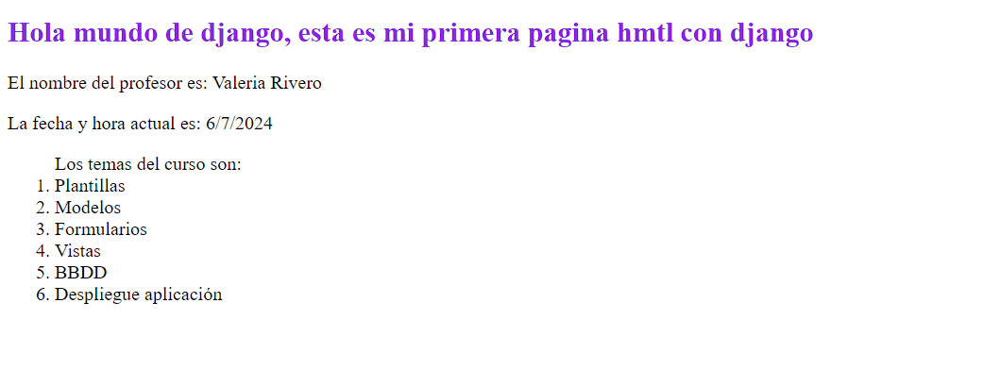 Hola mundo de django, esta es mi primera pagina hmtl con django
El nombre del profesor es: Valeria Rivero
La fecha y hora actual es: 6/7/2024
Los temas del curso son:
1. Plantillas
2. Modelos
3. Formularios
4. Vistas
5. BBDD
6. Despliegue aplicación